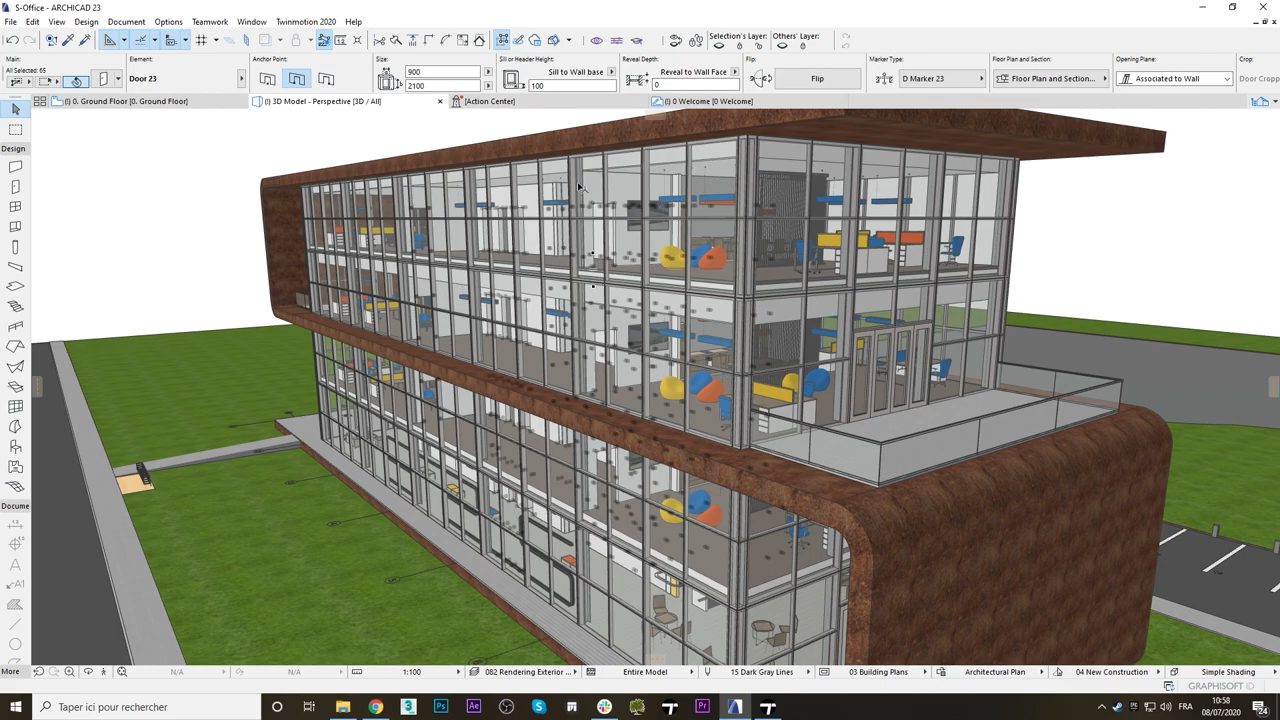 S-Office - ARCHICAD 23
File Edit View Design Document Options Teamwork Window Twinmotion 2020 Help
Selection's Layer: Others' Layer:
Main: Element: Anchor Point: Size: Sill or Header Height: Reveal Depth: Flip: Marker Type: Floor Plan and Section: Opening Plane: Crop:
All Selected: 65
Door 23
900
2100
Sill to Wall base
100
Reveal to Wall Face
0
Flip
D Marker 23
Floor Plan and Section...
Associated to Wall
Door Cropp
(!) 0. Ground Floor [0. Ground Floor] (!) 3D Model - Perspective [3D / All] [Action Center] (!) 0 Welcome [0 Welcome]
Design
Docume
A1
A
More
N/A N/A 1:100 082 Rendering Exterior ... Entire Model 15 Dark Gray Lines 03 Building Plans Architectural Plan 04 New Construction Simple Shading
GRAPHISOFT
Taper ici pour rechercher
FRA
10:58
08/07/2020
24